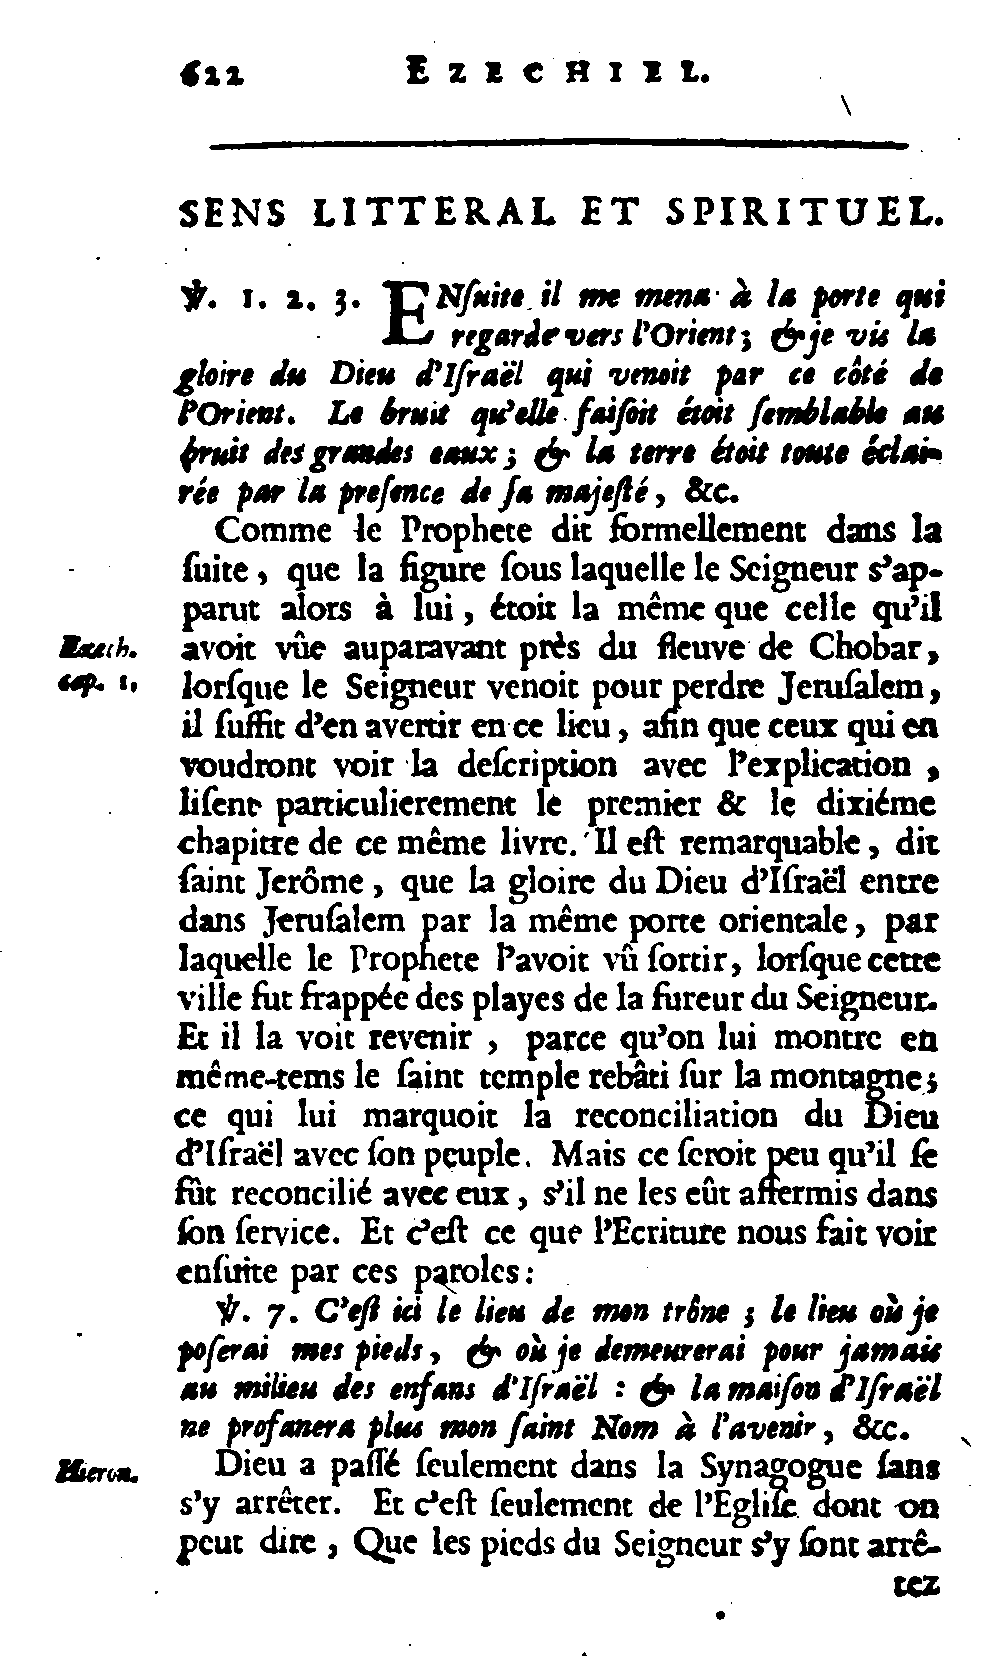 622 EZECHIEL.
SENS LITTERAL ET SPIRITUEL.
℣. 1. 2. 3. ENſuite il me mena à la porte qui
regarde vers l'Orient; & je vis la
gloire du Dieu d'Iſraël qui venoit par ce côté de
l'Orient. Le bruit qu'elle faiſoit étoit ſemblable au
bruit des grandes eaux; & la terre étoit toute éclai-
rée par la preſence de ſa majeſté, &c.
Comme le Prophete dit formellement dans la
ſuite, que la figure ſous laquelle le Seigneur s'ap-
parut alors à lui, étoit la même que celle qu'il
Ezech. avoit vûe auparavant près du fleuve de Chobar,
cap. 1, lorſque le Seigneur venoit pour perdre Jeruſalem,
il ſuffit d'en avertir en ce lieu, afin que ceux qui en
voudront voir la deſcription avec l'explication,
liſent particulierement le premier & le dixiéme
chapitre de ce même livre. Il eſt remarquable, dit
ſaint Jerôme, que la gloire du Dieu d'Iſraël entre
dans Jeruſalem par la même porte orientale, par
laquelle le Prophete l'avoit vû ſortir, lorſque cette
ville fut frappée des playes de la fureur du Seigneur.
Et il la voit revenir, parce qu'on lui montre en
même-tems le ſaint temple rebâti ſur la montagne;
ce qui lui marquoit la reconciliation du Dieu
d'Iſraël avec ſon peuple. Mais ce ſeroit peu qu'il ſe
fût reconcilié avec eux, s'il ne les eût affermis dans
ſon ſervice. Et c'eſt ce que l'Ecriture nous fait voir
enſuite par ces paroles:
℣. 7. C'eſt ici le lieu de mon trône; le lieu où je
poſerai mes pieds, & où je demeurerai pour jamais
au milieu des enfans d'Iſraël: & la maiſon d'Iſraël
ne profanera plus mon ſaint Nom à l'avenir, &c.
Hieron. Dieu a paſſé ſeulement dans la Synagogue ſans
s'y arrêter. Et c'eſt ſeulement de l'Egliſe dont on
peut dire, Que les pieds du Seigneur s'y ſont arrê-
tez